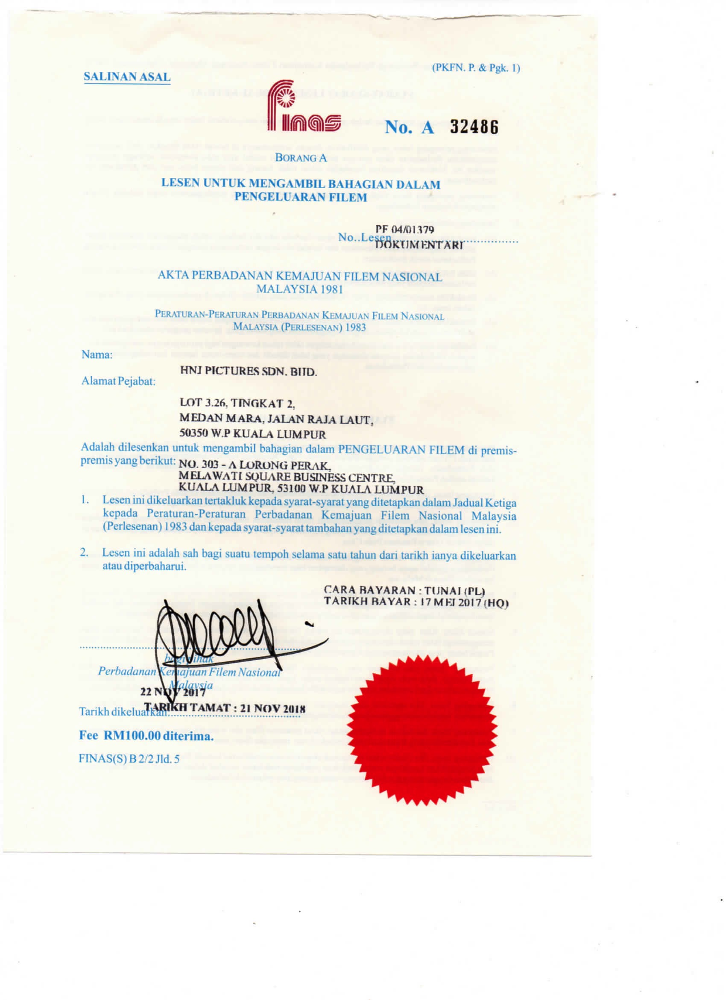 SALINAN ASAL
(PKFN. P. & Pgk. 1)
Finas
No. A 32486
BORANG A
LESEN UNTUK MENGAMBIL BAHAGIAN DALAM
PENGELUARAN FILEM
PF 04/01379
No..Lesen
DOKUMENTARI
AKTA PERBADANAN KEMAJUAN FILEM NASIONAL
MALAYSIA 1981
PERATURAN-PERATURAN PERBADANAN KEMAJUAN FILEM NASIONAL
MALAYSIA (PERLESENAN) 1983
Nama:
HNJ PICTURES SDN. BHD.
Alamat Pejabat:
LOT 3.26, TINGKAT 2,
MEDAN MARA, JALAN RAJA LAUT,
50350 W.P KUALA LUMPUR
Adalah dilesenkan untuk mengambil bahagian dalam PENGELUARAN FILEM di premis-
premis yang berikut: NO. 303 - A LORONG PERAK,
MELAWATI SQUARE BUSINESS CENTRE,
KUALA LUMPUR, 53100 W.P KUALA LUMPUR
1. Lesen ini dikeluarkan tertakluk kepada syarat-syarat yang ditetapkan dalam Jadual Ketiga
kepada Peraturan-Peraturan Perbadanan Kemajuan Filem Nasional Malaysia
(Perlesenan) 1983 dan kepada syarat-syarat tambahan yang ditetapkan dalam lesen ini.
2. Lesen ini adalah sah bagi suatu tempoh selama satu tahun dari tarikh ianya dikeluarkan
atau diperbaharui.
CARA BAYARAN : TUNAI (PL)
TARIKH BAYAR : 17 MEI 2017 (HQ)
bagi pihak
Perbadanan Kemajuan Filem Nasional
Malaysia
22 NOV 2017
TARIKH TAMAT : 21 NOV 2018
Tarikh dikeluarkan
Fee RM100.00 diterima.
FINAS(S) B 2/2 Jld. 5